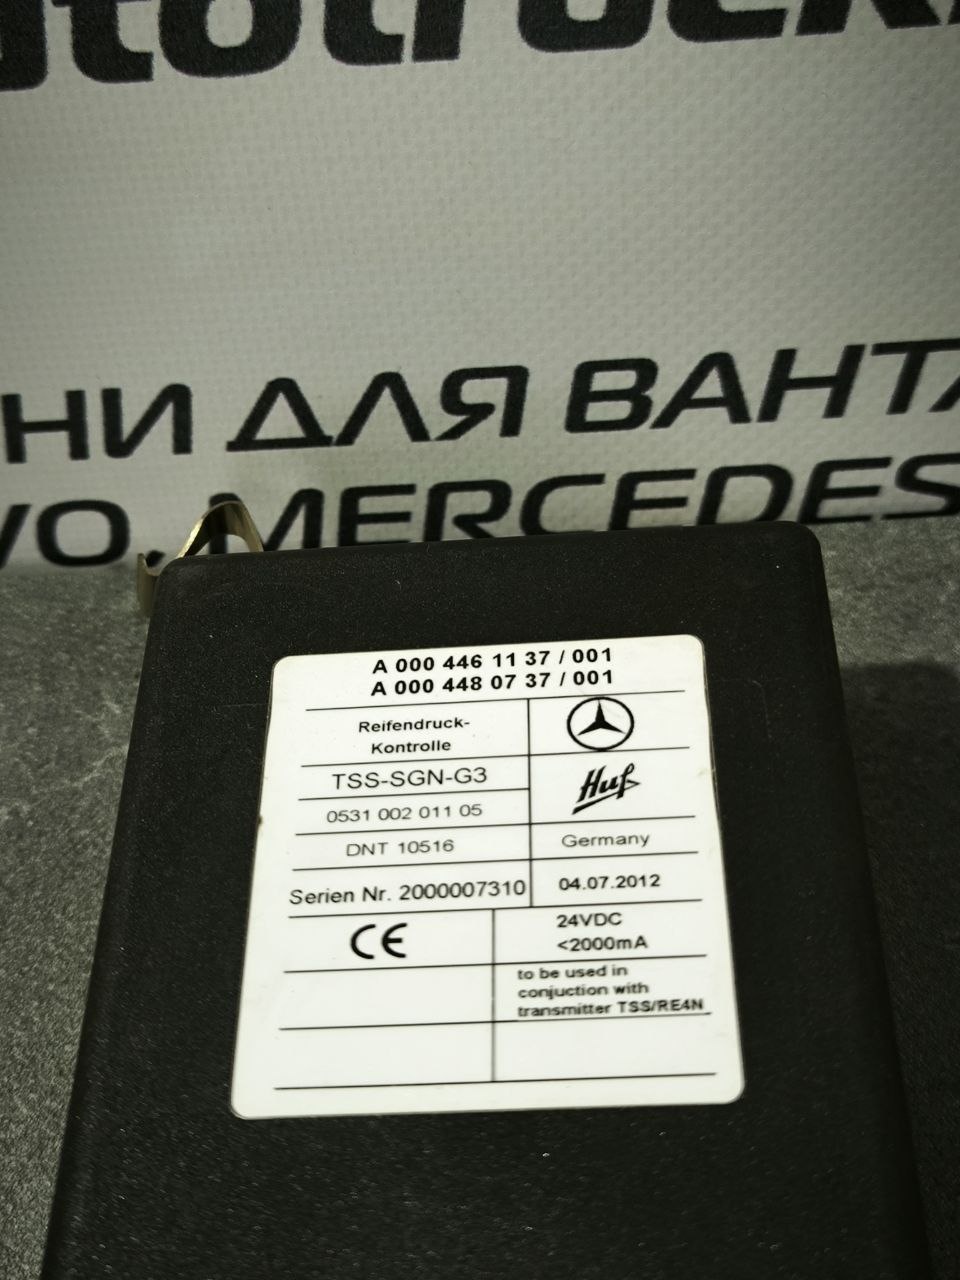 НИ ДЛЯ ВАНТА
VO, MERCEDES
A 000 446 11 37 / 001
A 000 448 07 37 / 001
Reifendruck-
Kontrolle
TSS-SGN-G3
Huf
0531 002 011 05
DNT 10516
Germany
Serien Nr. 2000007310
04.07.2012
CE
24VDC
<2000mA
to be used in
conjuction with
transmitter TSS/RE4N